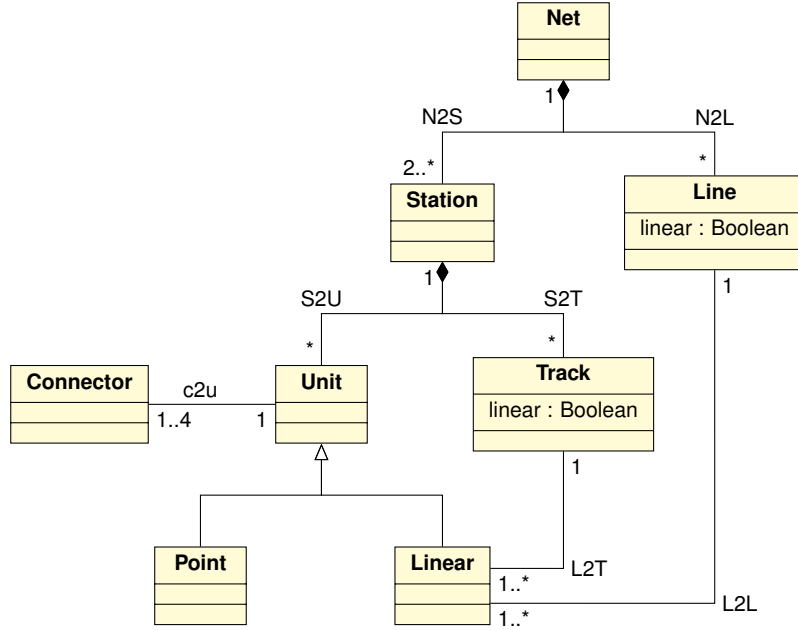 Net
1
N2S
N2L
2..*
*
Station
Line
linear : Boolean
1
1
S2U
S2T
*
*
Connector
c2u
Unit
Track
linear : Boolean
1..4
1
1
Point
Linear
L2T
1..*
L2L
1..*